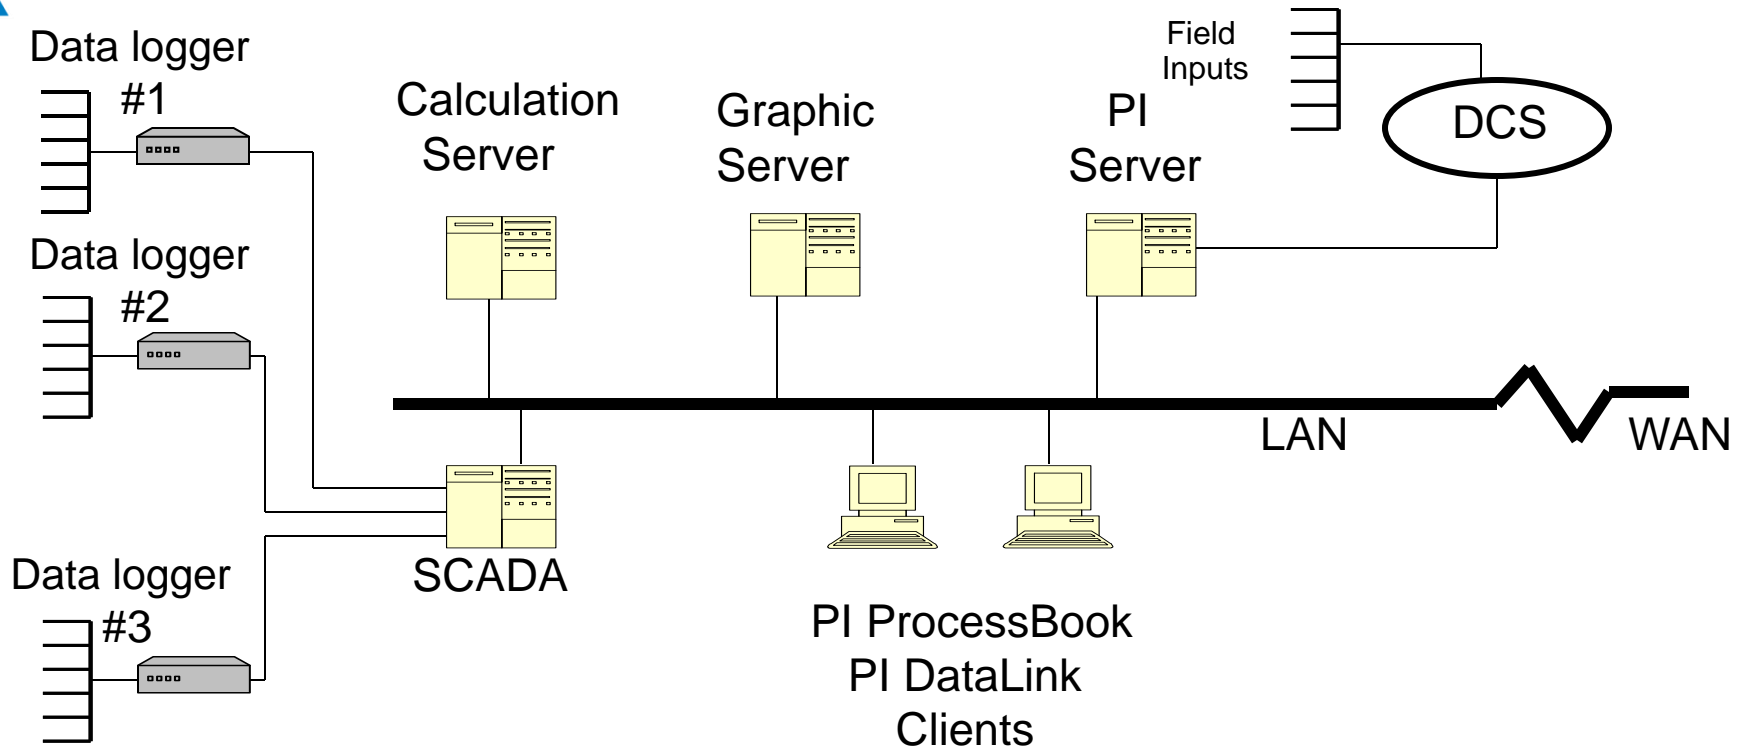 Data logger
#1
Calculation
Server
Graphic
Server
PI
Server
Field
Inputs
DCS
Data logger
#2
LAN
WAN
Data logger
#3
SCADA
PI ProcessBook
PI DataLink
Clients